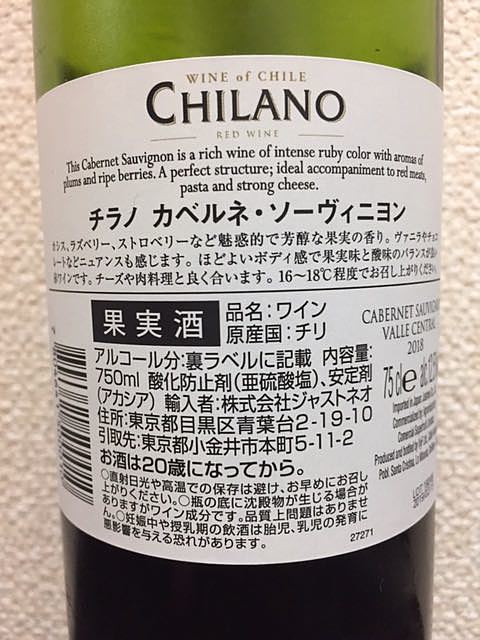 WINE of CHILE
CHILANO
RED WINE
This Cabernet Sauvignon is a rich wine of intense ruby color with aromas of
plums and ripe berries. A perfect structure; ideal accompaniment to red meats,
pasta and strong cheese.
チラノ カベルネ・ソーヴィニヨン
カシス、ラズベリー、ストロベリーなど魅惑的で芳醇な果実の香り。ヴァニラやチョコ
レートなどニュアンスも感じます。ほどよいボディ感で果実味と酸味のバランスが良い
赤ワインです。チーズや肉料理と良く合います。16〜18℃程度でお召し上がりください。
果実酒
品名:ワイン
原産国:チリ
アルコール分:裏ラベルに記載 内容量:
750ml 酸化防止剤(亜硫酸塩)、安定剤
(アカシア) 輸入者:株式会社ジャストネオ
住所:東京都目黒区青葉台2-19-10
引取先:東京都小金井市本町5-11-2
お酒は20歳になってから。
○直射日光や高温での保存は避け、お早めにお召し
上がりください。○瓶の底に沈殿物が生じる場合が
ありますがワイン成分です。品質上問題はありませ
ん。○妊娠中や授乳期の飲酒は胎児、乳児の発育に
悪影響を与える恐れがあります。
27271
CABERNET SAUVIGNON
VALLE CENTRAL
2018
75 cl e alc.